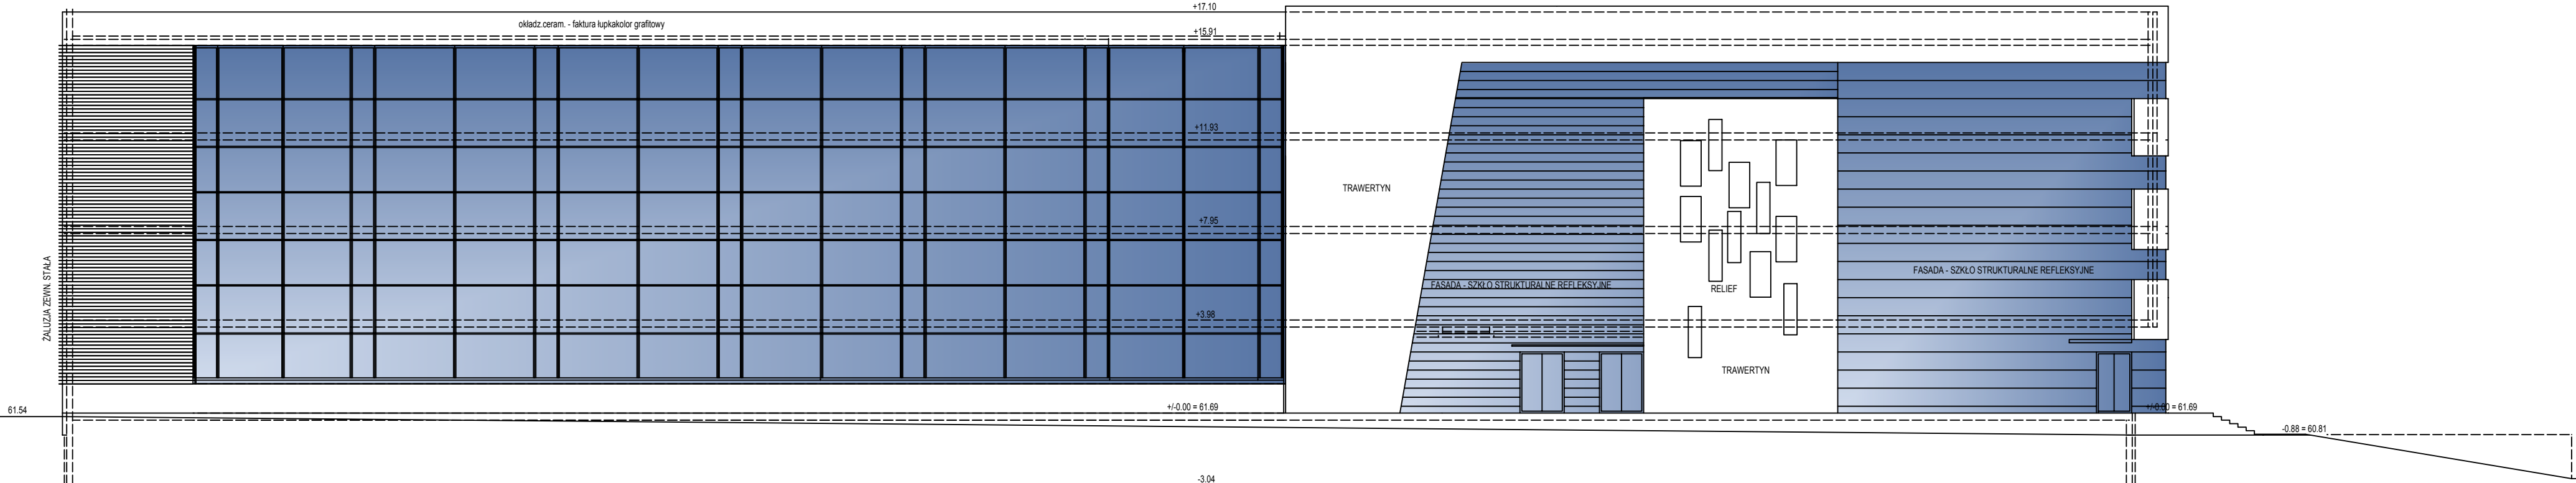 +17.10
okładz.ceram. - faktura łupkakolor grafitowy
+15.91
+11.93
TRAWERTYN
+7.95
ŻALUZJA ZEWN. STAŁA
FASADA - SZKŁO STRUKTURALNE REFLEKSYJNE
FASADA - SZKŁO STRUKTURALNE REFLEKSYJNE
RELIEF
+3.98
TRAWERTYN
61.54
+/-0.00 = 61.69
+/-0.00 = 61.69
-0.88 = 60.81
-3.04